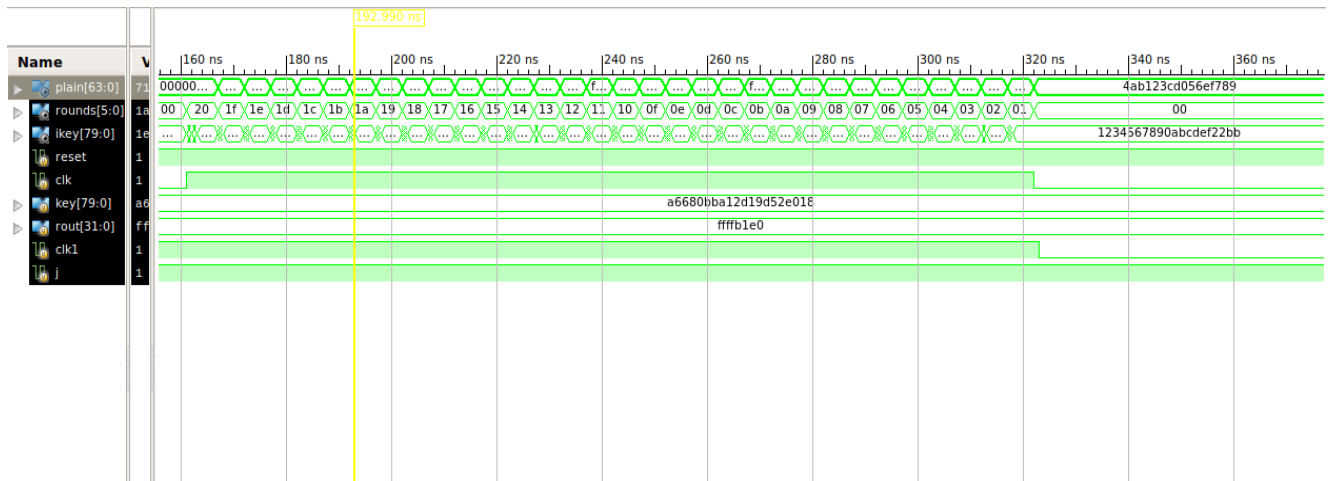 192.990 ns
Name V 160 ns 180 ns 200 ns 220 ns 240 ns 260 ns 280 ns 300 ns 320 ns 340 ns 360 ns
plain[63:0] 71 00000... ... ... ... ... ... ... ... ... ... ... ... ... ... ... ... f... ... ... ... ... ... f... ... ... ... ... ... ... ... ... ... ... ... 4ab123cd056ef789
rounds[5:0] 1a 00 20 1f 1e 1d 1c 1b 1a 19 18 17 16 15 14 13 12 11 10 0f 0e 0d 0c 0b 0a 09 08 07 06 05 04 03 02 01 00
ikey[79:0] 1e ... ... ... ... ... ... ... ... ... ... ... ... ... ... ... ... ... ... ... ... ... ... ... ... ... ... ... ... ... ... ... ... ... 1234567890abcdef22bb
reset 1
clk 1
key[79:0] a6 a6680bba12d19d52e018
rout[31:0] ff ffffb1e0
clk1 1
j 1